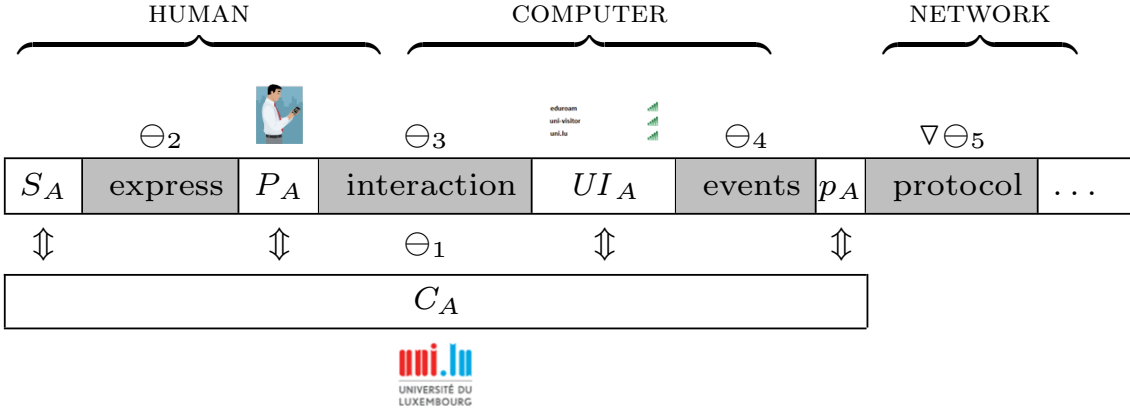 HUMAN COMPUTER NETWORK
eduroam
uni-visitor
uni.lu
⊖2 ⊖3 ⊖4 ∇⊖5
S_A express P_A interaction UI_A events p_A protocol ...
⇕ ⇕ ⊖1 ⇕ ⇕
C_A
uni.lu
UNIVERSITÉ DU
LUXEMBOURG